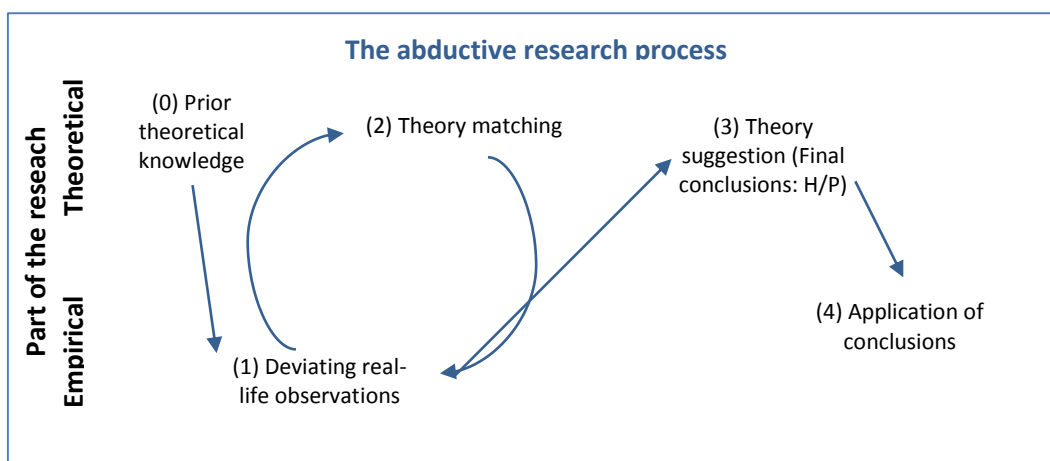 The abductive research process
Part of the reseach
Theoretical
Empirical
(0) Prior
theoretical
knowledge
(2) Theory matching
(3) Theory
suggestion (Final
conclusions: H/P)
(4) Application of
conclusions
(1) Deviating real-
life observations